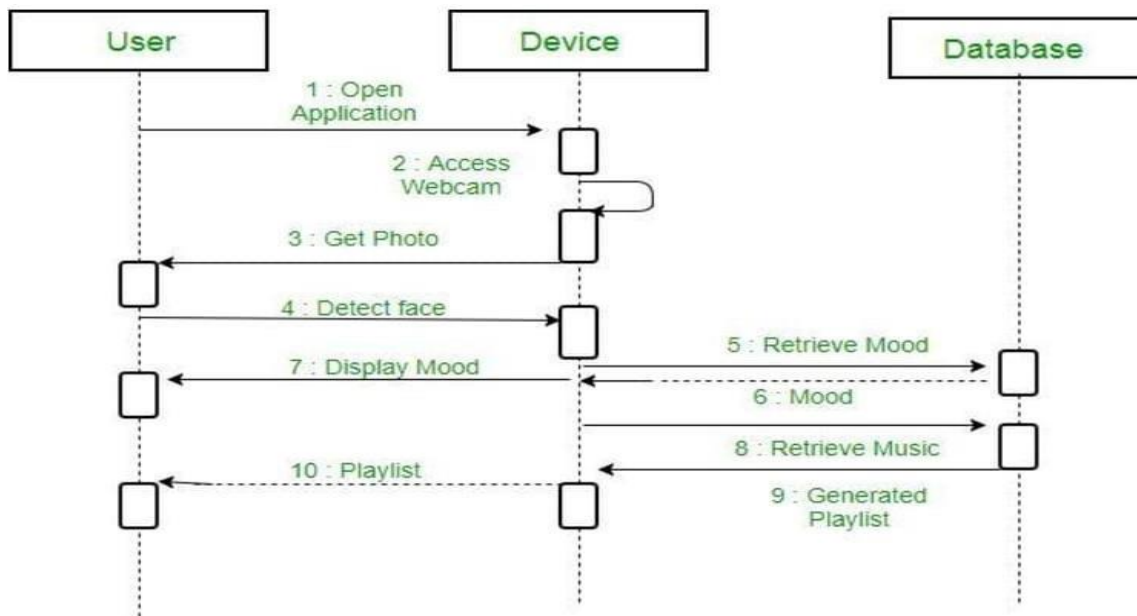 User
Device
Database
1 : Open
Application
2 : Access
Webcam
3 : Get Photo
4 : Detect face
5 : Retrieve Mood
7 : Display Mood
6 : Mood
8 : Retrieve Music
10 : Playlist
9 : Generated
Playlist